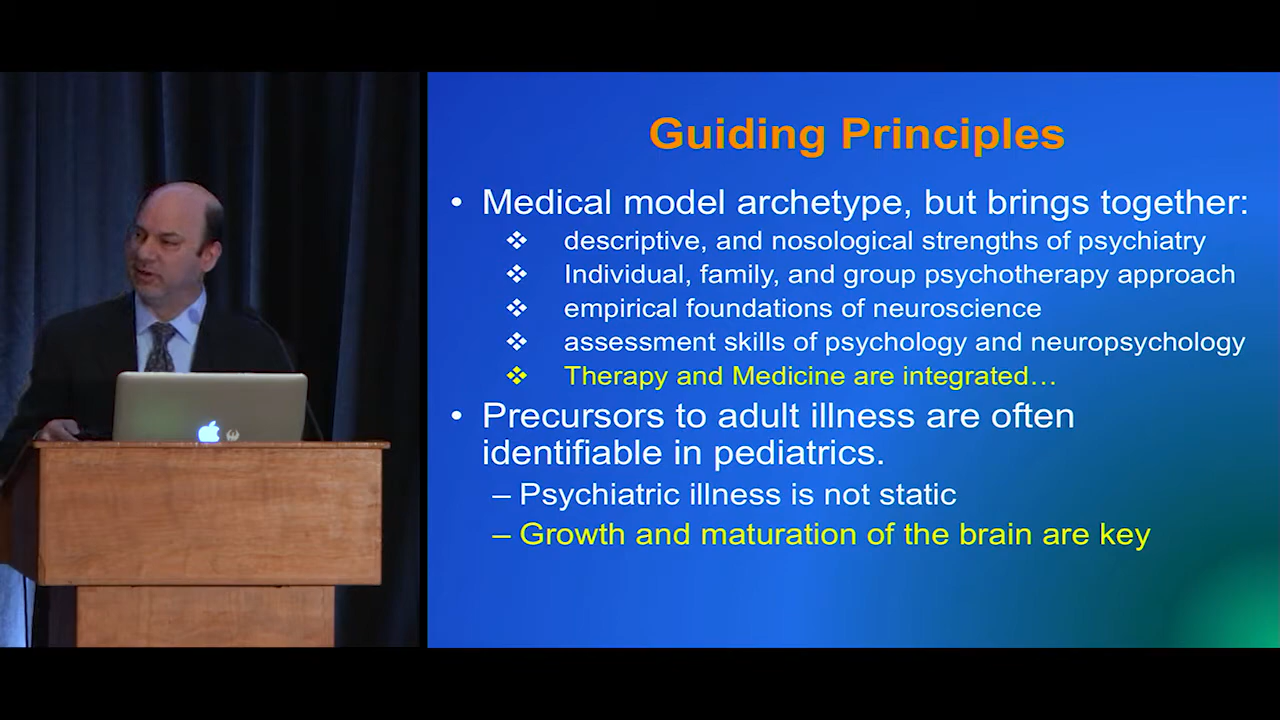 Guiding Principles
• Medical model archetype, but brings together:
❖ descriptive, and nosological strengths of psychiatry
❖ Individual, family, and group psychotherapy approach
❖ empirical foundations of neuroscience
❖ assessment skills of psychology and neuropsychology
❖ Therapy and Medicine are integrated…
• Precursors to adult illness are often
identifiable in pediatrics.
– Psychiatric illness is not static
– Growth and maturation of the brain are key